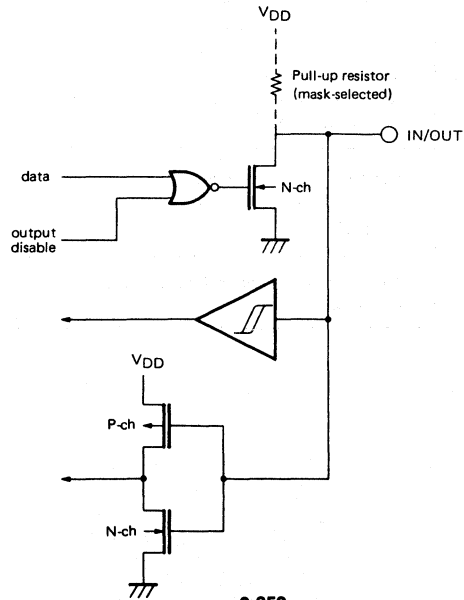 VDD
Pull-up resistor
(mask-selected)
IN/OUT
data
N-ch
output
disable
VDD
P-ch
N-ch